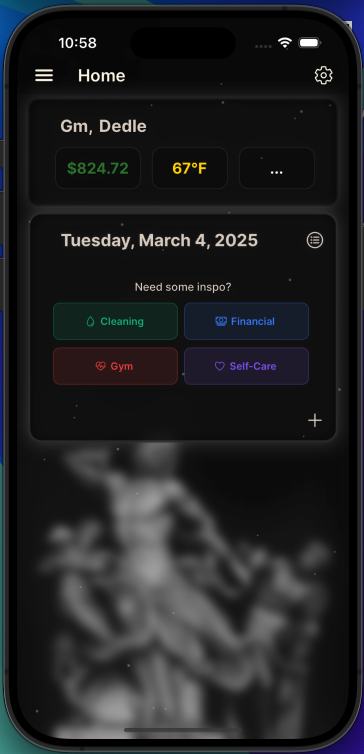 10:58
Home
Gm, Dedle
$824.72 67°F ...
Tuesday, March 4, 2025
Need some inspo?
Cleaning Financial
Gym Self-Care